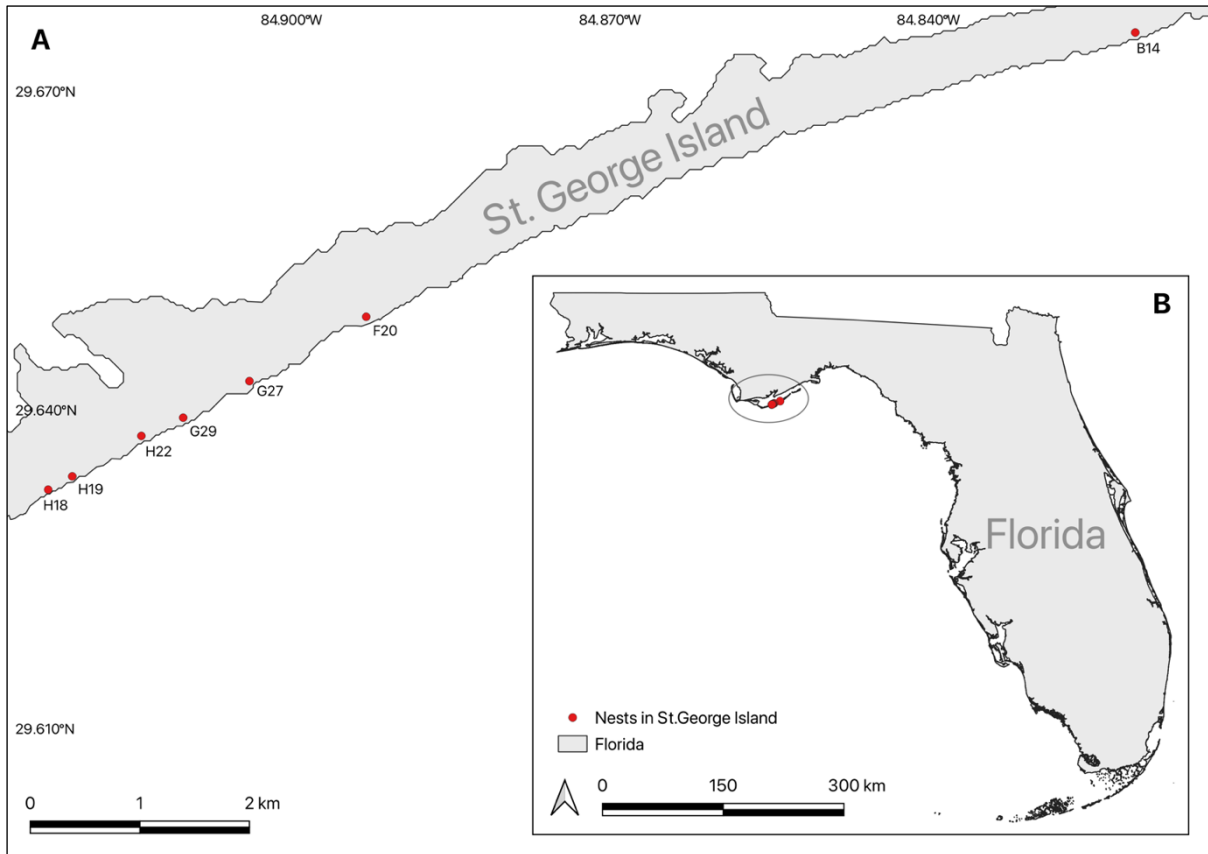 A
84.900°W
84.870°W
84.840°W
B14
29.670°N
St. George Island
B
F20
G27
29.640°N
G29
H22
H19
H18
Florida
29.610°N
Nests in St.George Island
Florida
0 1 2 km
0 150 300 km